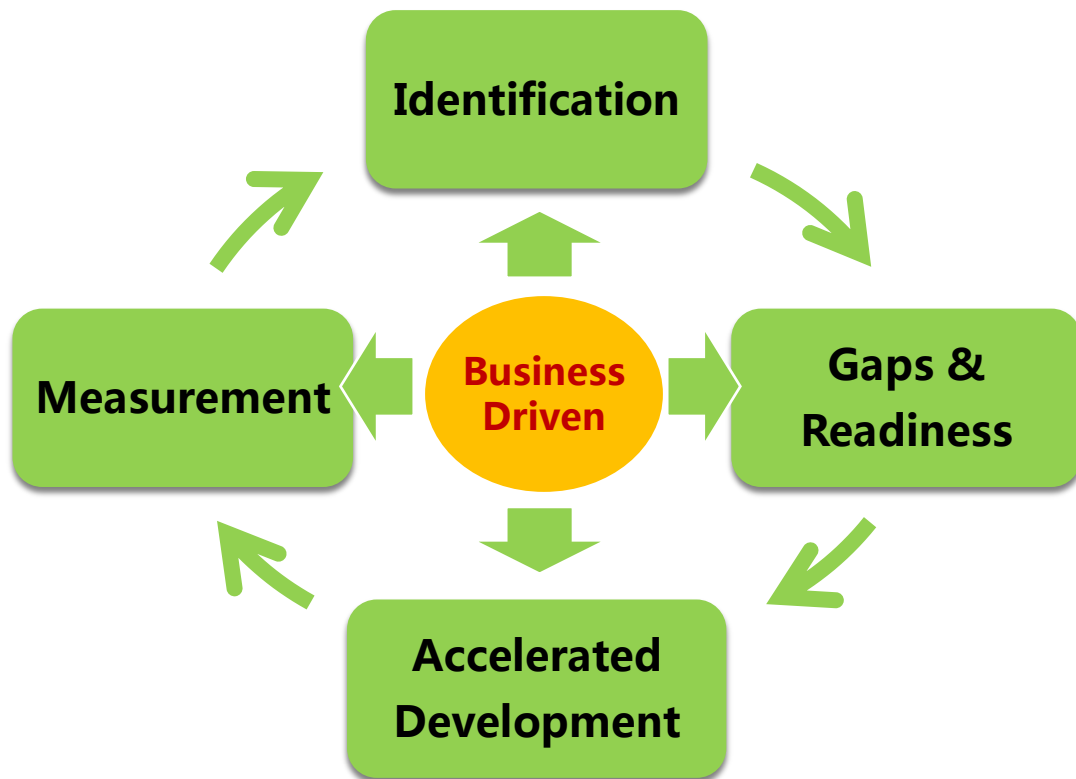 Identification
Measurement
Business
Driven
Gaps &
Readiness
Accelerated
Development